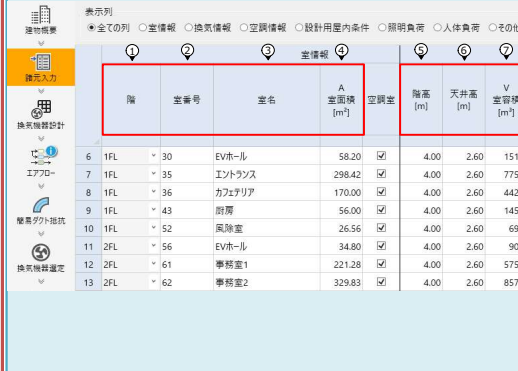 表示列
●全ての列 ○室情報 ○換気情報 ○空調情報 ○設計用屋内条件 ○照明負荷 ○人体負荷 ○その他
建物概要
諸元入力
換気機器設計
エアフロー
簡易ダクト抵抗
換気機器選定
① ② ③ 室情報 ④ ⑤ ⑥ ⑦
階 室番号 室名 A 室面積 [m²] 空調室 階高 [m] 天井高 [m] V 室容積 [m³]
6 1FL 30 EVホール 58.20 ☑ 4.00 2.60 151
7 1FL 35 エントランス 298.42 ☑ 4.00 2.60 775
8 1FL 36 カフェテリア 170.00 ☑ 4.00 2.60 442
9 1FL 43 厨房 56.00 ☑ 4.00 2.60 145
10 1FL 52 風除室 26.56 ☑ 4.00 2.60 69
11 2FL 56 EVホール 34.80 ☑ 4.00 2.60 90
12 2FL 61 事務室1 221.28 ☑ 4.00 2.60 575
13 2FL 62 事務室2 329.83 ☑ 4.00 2.60 857